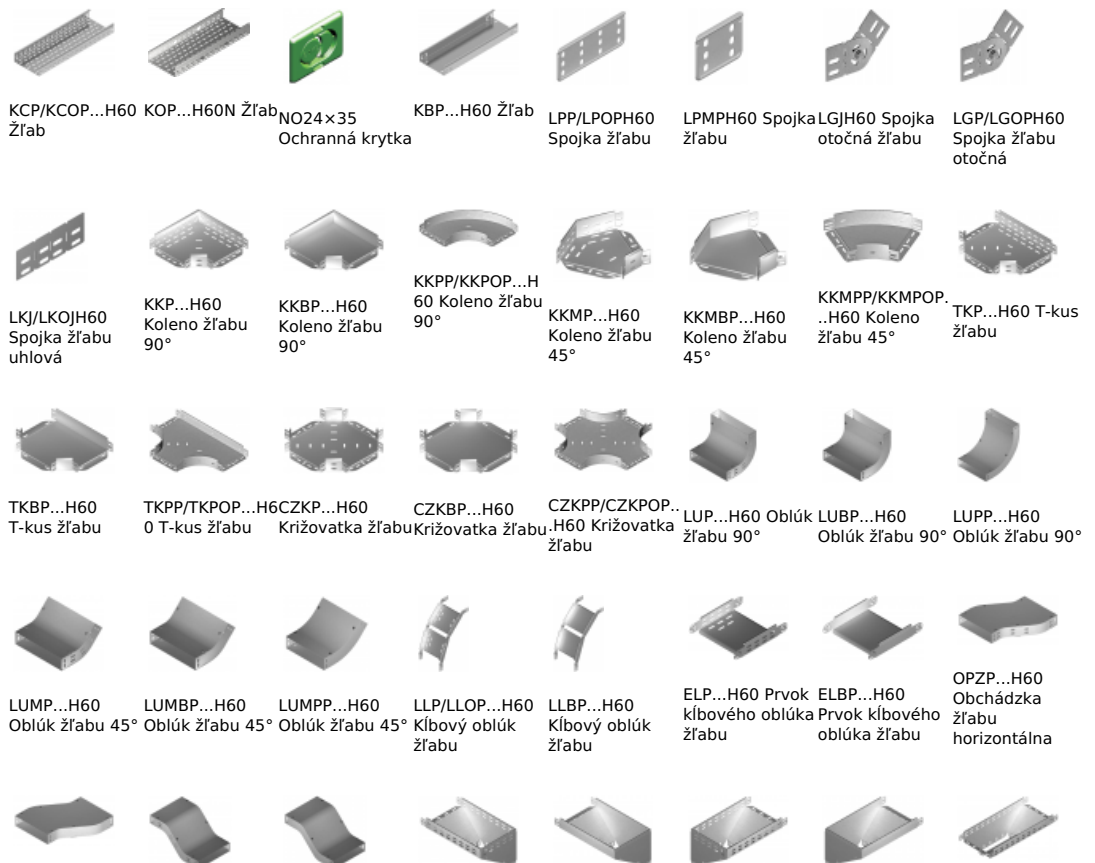 KCP/KCOP...H60
Žľab
KOP...H60N Žľab
NO24×35
Ochranná krytka
KBP...H60 Žľab
LPP/LPOPH60
Spojka žľabu
LPMPH60 Spojka
žľabu
LGJH60 Spojka
otočná žľabu
LGP/LGOPH60
Spojka žľabu
otočná
LKJ/LKOJH60
Spojka žľabu
uhlová
KKP...H60
Koleno žľabu
90°
KKBP...H60
Koleno žľabu
90°
KKPP/KKPOP...H
60 Koleno žľabu
90°
KKMP...H60
Koleno žľabu
45°
KKMBP...H60
Koleno žľabu
45°
KKMPP/KKMPOP.
..H60 Koleno
žľabu 45°
TKP...H60 T-kus
žľabu
TKBP...H60
T-kus žľabu
TKPP/TKPOP...H6
0 T-kus žľabu
CZKP...H60
Križovatka žľabu
CZKBP...H60
Križovatka žľabu
CZKPP/CZKPOP..
.H60 Križovatka
žľabu
LUP...H60 Oblúk
žľabu 90°
LUBP...H60
Oblúk žľabu 90°
LUPP...H60
Oblúk žľabu 90°
LUMP...H60
Oblúk žľabu 45°
LUMBP...H60
Oblúk žľabu 45°
LUMPP...H60
Oblúk žľabu 45°
LLP/LLOP...H60
Kĺbový oblúk
žľabu
LLBP...H60
Kĺbový oblúk
žľabu
ELP...H60 Prvok
kĺbového oblúka
žľabu
ELBP...H60
Prvok kĺbového
oblúka žľabu
OPZP...H60
Obchádzka
žľabu
horizontálna